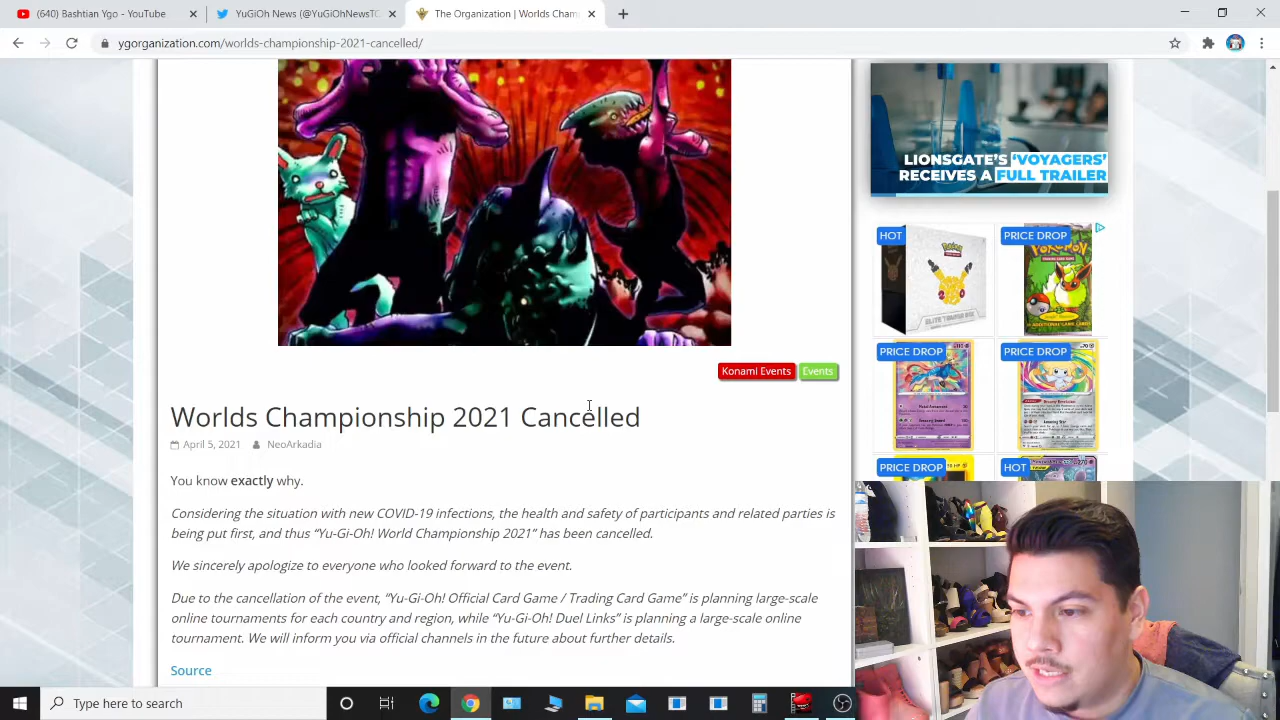 (640) Bashtian Ygo - YouTube
YuGiOh News (@YuGiOhNewsTC
The Organization | Worlds Cham
ygorganization.com/worlds-championship-2021-cancelled/
LIONSGATE'S 'VOYAGERS'
RECEIVES A FULL TRAILER
HOT
PRICE DROP
PRICE DROP
PRICE DROP
PRICE DROP
HOT
Konami Events
Events
Worlds Championship 2021 Cancelled
April 5, 2021 NeoArkadia
You know exactly why.
Considering the situation with new COVID-19 infections, the health and safety of participants and related parties is
being put first, and thus “Yu-Gi-Oh! World Championship 2021” has been cancelled.
We sincerely apologize to everyone who looked forward to the event.
Due to the cancellation of the event, “Yu-Gi-Oh! Official Card Game / Trading Card Game” is planning large-scale
online tournaments for each country and region, while “Yu-Gi-Oh! Duel Links” is planning a large-scale online
tournament. We will inform you via official channels in the future about further details.
Source
Type here to search